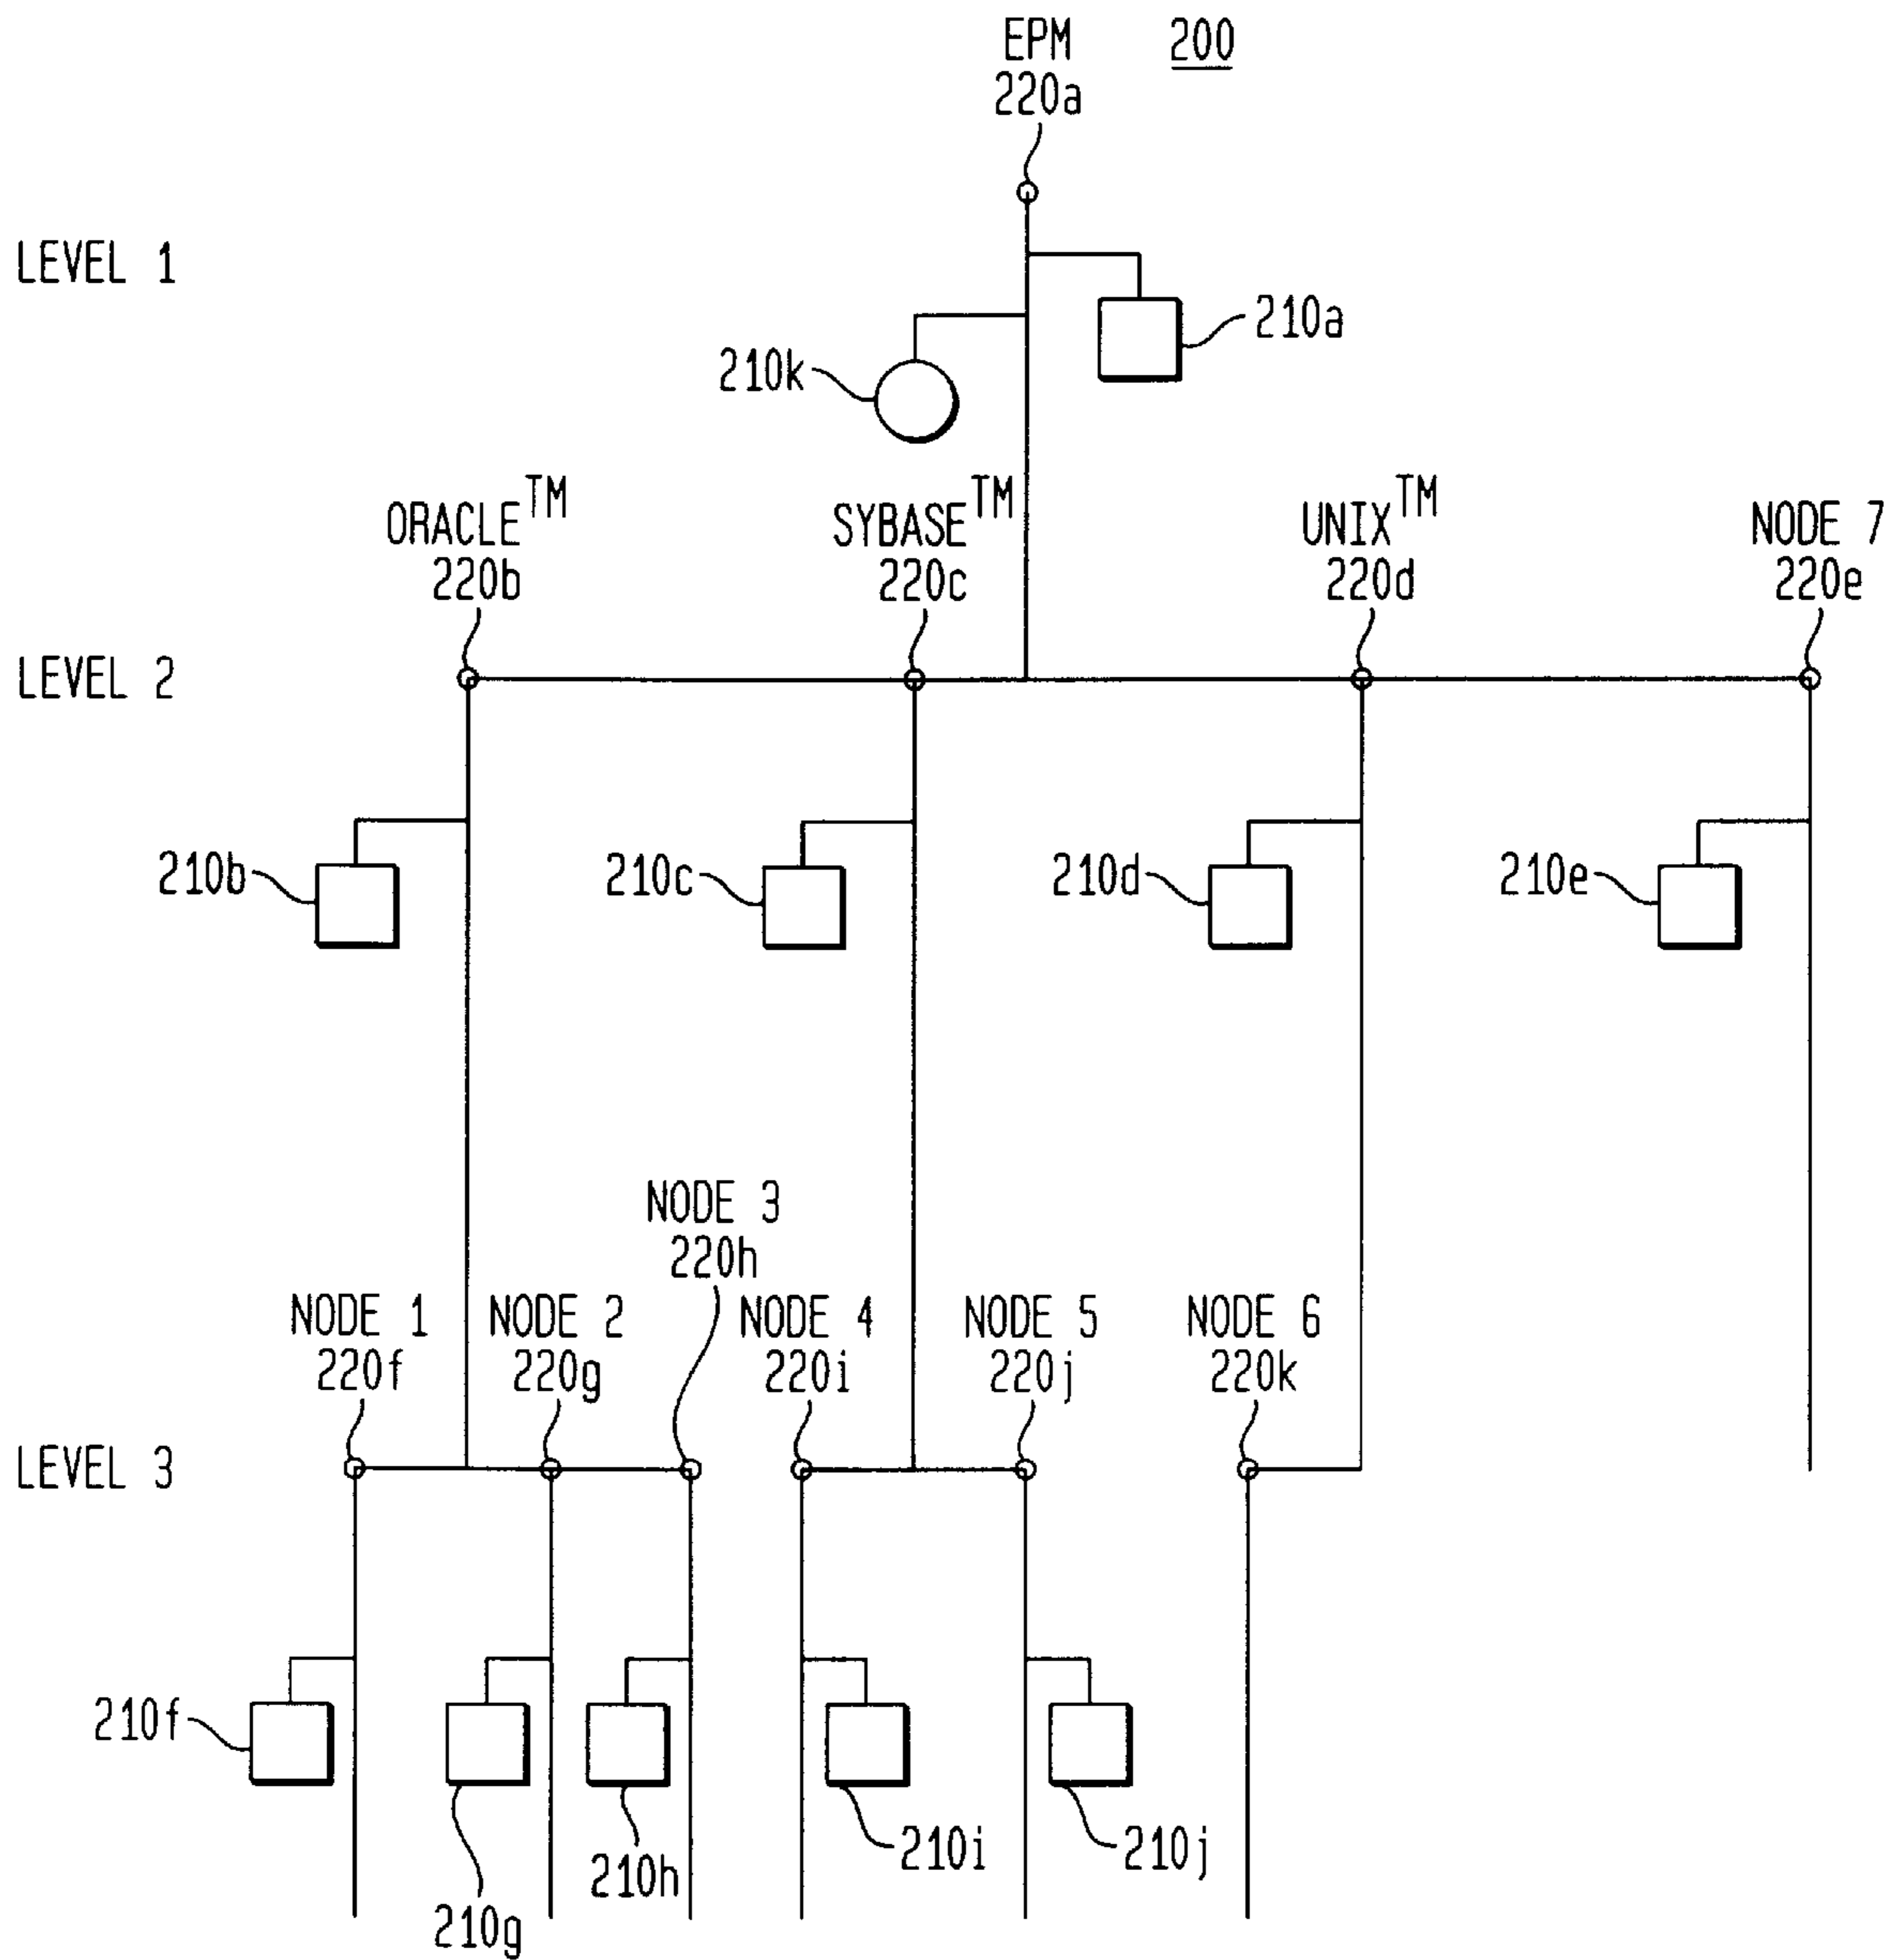 EPM
220a
200
LEVEL 1
210a
210k
ORACLE™
220b
SYBASE™
220c
UNIX™
220d
NODE 7
220e
LEVEL 2
210b
210c
210d
210e
NODE 3
220h
NODE 1
220f
NODE 2
220g
NODE 4
220i
NODE 5
220j
NODE 6
220k
LEVEL 3
210f
210g
210h
210i
210j